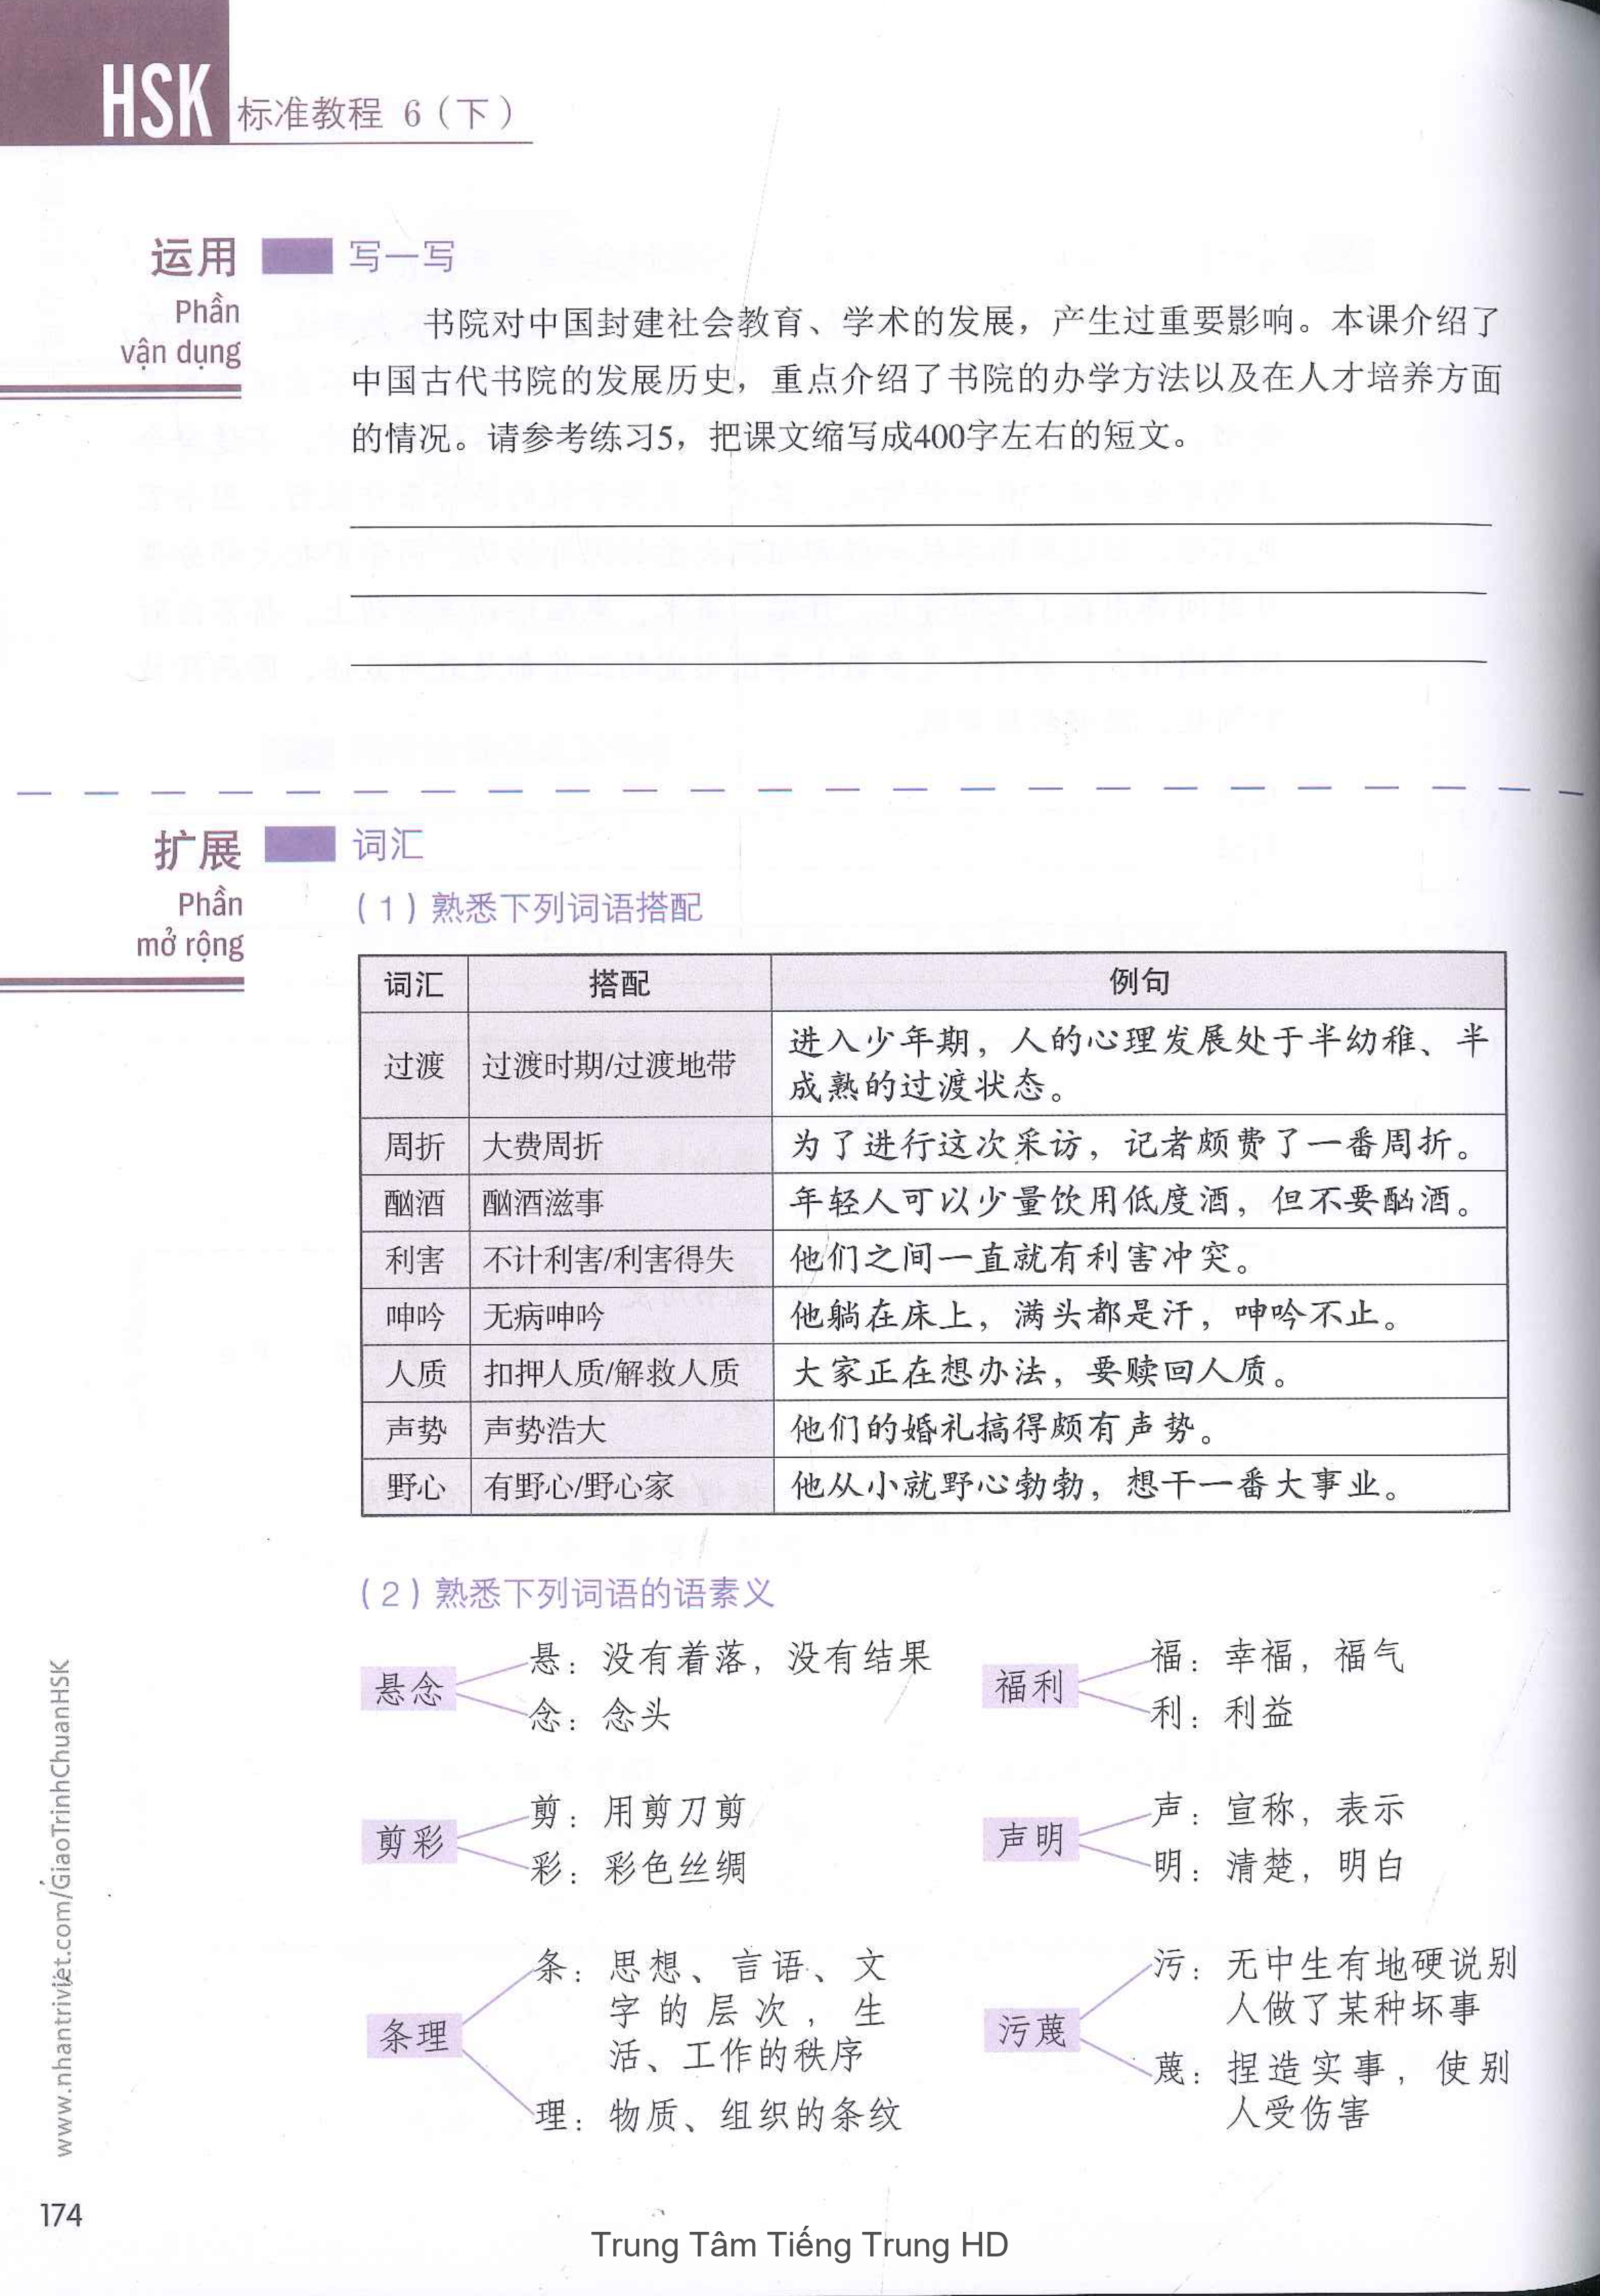 HSK 标准教程 6（下）
运用
Phần
vận dụng
写一写
书院对中国封建社会教育、学术的发展，产生过重要影响。本课介绍了
中国古代书院的发展历史，重点介绍了书院的办学方法以及在人才培养方面
的情况。请参考练习5，把课文缩写成400字左右的短文。
扩展
Phần
mở rộng
词汇
（1）熟悉下列词语搭配
词汇 搭配 例句
过渡 过渡时期/过渡地带 进入少年期，人的心理发展处于半幼稚、半
成熟的过渡状态。
周折 大费周折 为了进行这次采访，记者颇费了一番周折。
酗酒 酗酒滋事 年轻人可以少量饮用低度酒，但不要酗酒。
利害 不计利害/利害得失 他们之间一直就有利害冲突。
呻吟 无病呻吟 他躺在床上，满头都是汗，呻吟不止。
人质 扣押人质/解救人质 大家正在想办法，要赎回人质。
声势 声势浩大 他们的婚礼搞得颇有声势。
野心 有野心/野心家 他从小就野心勃勃，想干一番大事业。
（2）熟悉下列词语的语素义
悬念
悬：没有着落，没有结果
念：念头
福利
福：幸福，福气
利：利益
剪彩
剪：用剪刀剪
彩：彩色丝绸
声明
声：宣称，表示
明：清楚，明白
条理
条：思想、言语、文
字的层次，生
活、工作的秩序
理：物质、组织的条纹
污蔑
污：无中生有地硬说别
人做了某种坏事
蔑：捏造实事，使别
人受伤害
www.nhantriviet.com/GiaoTrinhChuanHSK
174
Trung Tâm Tiếng Trung HD